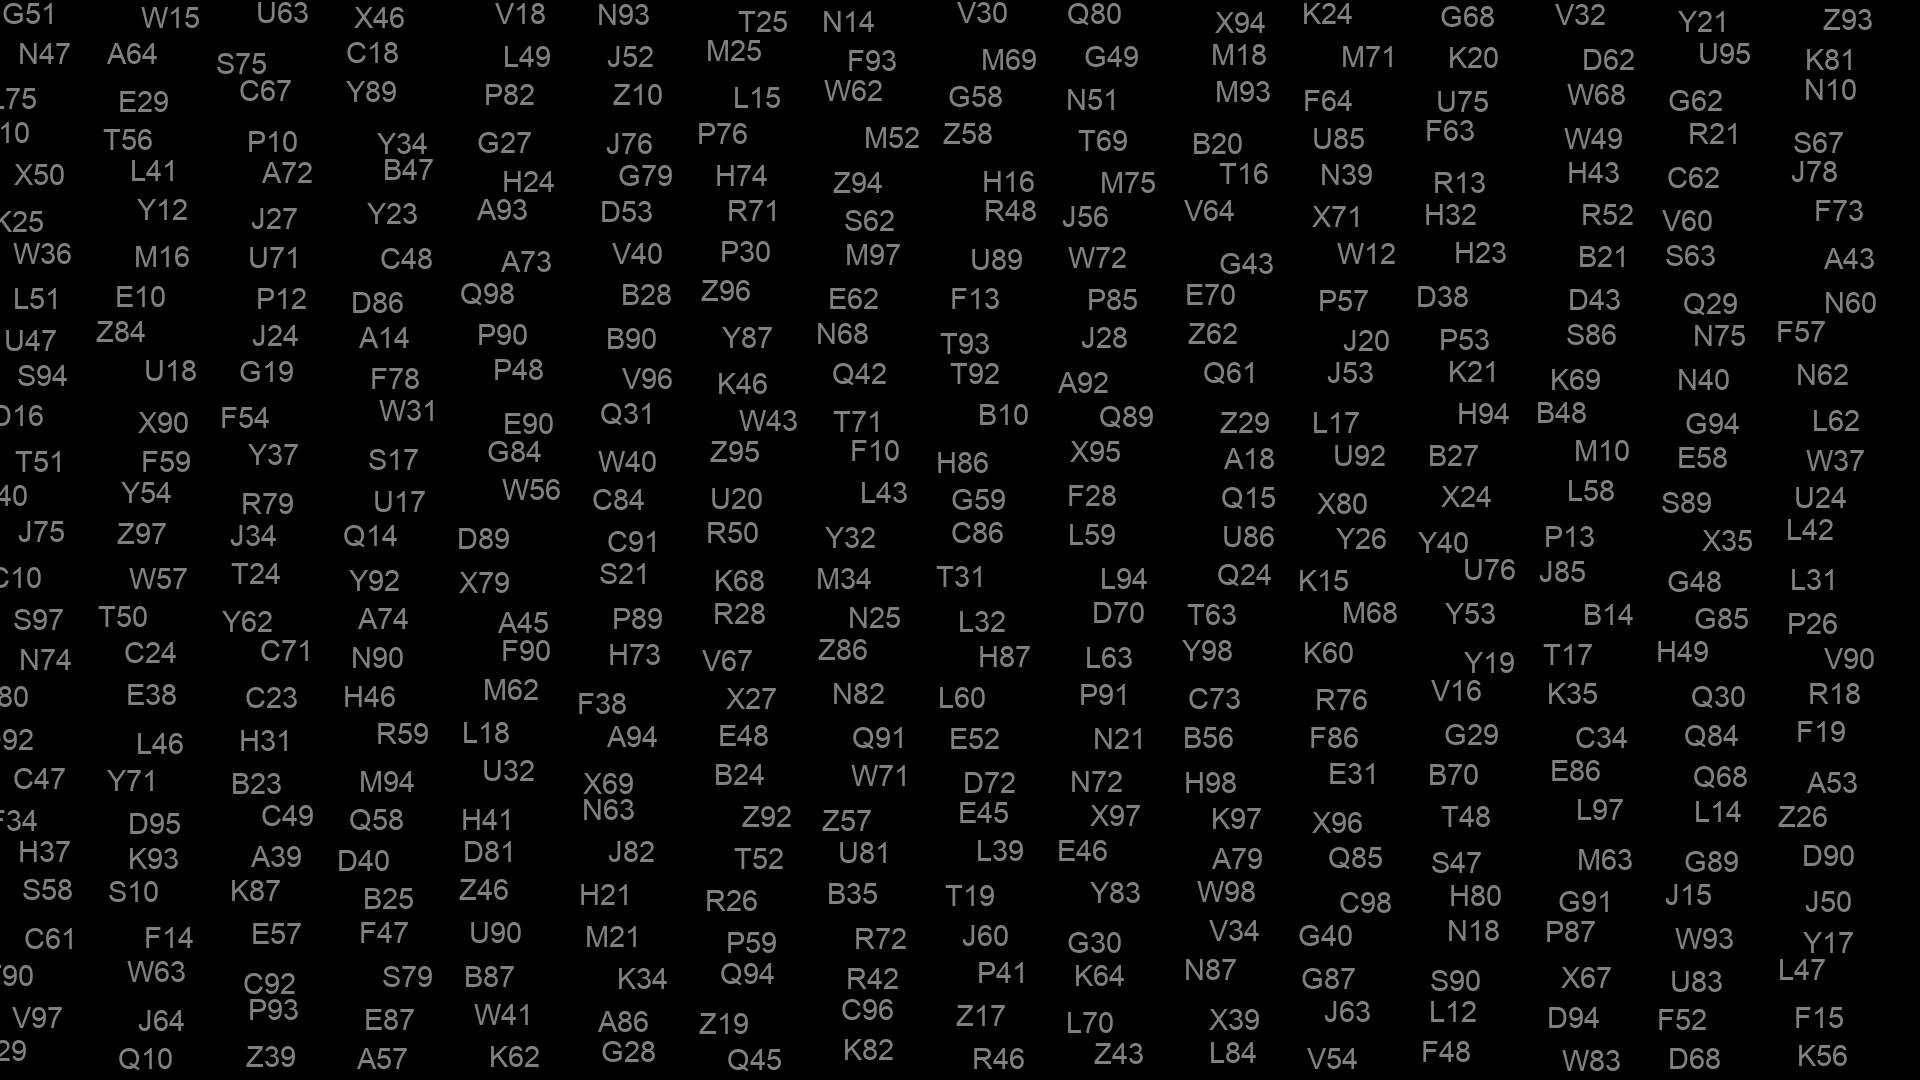 G51 W15 U63 X46 V18 N93 T25 N14 V30 Q80 X94 K24 G68 V32 Y21 Z93
N47 A64 S75 C18 L49 J52 M25 F93 M69 G49 M18 M71 K20 D62 U95 K81
L75 E29 C67 Y89 P82 Z10 L15 W62 G58 N51 M93 F64 U75 W68 G62 N10
10 T56 P10 Y34 G27 J76 P76 M52 Z58 T69 B20 U85 F63 W49 R21 S67
X50 L41 A72 B47 H24 G79 H74 Z94 H16 M75 T16 N39 R13 H43 C62 J78
K25 Y12 J27 Y23 A93 D53 R71 S62 R48 J56 V64 X71 H32 R52 V60 F73
W36 M16 U71 C48 A73 V40 P30 M97 U89 W72 G43 W12 H23 B21 S63 A43
L51 E10 P12 D86 Q98 B28 Z96 E62 F13 P85 E70 P57 D38 D43 Q29 N60
U47 Z84 J24 A14 P90 B90 Y87 N68 T93 J28 Z62 J20 P53 S86 N75 F57
S94 U18 G19 F78 P48 V96 K46 Q42 T92 A92 Q61 J53 K21 K69 N40 N62
D16 X90 F54 W31 E90 Q31 W43 T71 B10 Q89 Z29 L17 H94 B48 G94 L62
T51 F59 Y37 S17 G84 W40 Z95 F10 H86 X95 A18 U92 B27 M10 E58 W37
40 Y54 R79 U17 W56 C84 U20 L43 G59 F28 Q15 X80 X24 L58 S89 U24
J75 Z97 J34 Q14 D89 C91 R50 Y32 C86 L59 U86 Y26 Y40 P13 X35 L42
C10 W57 T24 Y92 X79 S21 K68 M34 T31 L94 Q24 K15 U76 J85 G48 L31
S97 T50 Y62 A74 A45 P89 R28 N25 L32 D70 T63 M68 Y53 B14 G85 P26
N74 C24 C71 N90 F90 H73 V67 Z86 H87 L63 Y98 K60 Y19 T17 H49 V90
80 E38 C23 H46 M62 F38 X27 N82 L60 P91 C73 R76 V16 K35 Q30 R18
92 L46 H31 R59 L18 A94 E48 Q91 E52 N21 B56 F86 G29 C34 Q84 F19
C47 Y71 B23 M94 U32 X69 B24 W71 D72 N72 H98 E31 B70 E86 Q68 A53
F34 D95 C49 Q58 H41 N63 Z92 Z57 E45 X97 K97 X96 T48 L97 L14 Z26
H37 K93 A39 D40 D81 J82 T52 U81 L39 E46 A79 Q85 S47 M63 G89 D90
S58 S10 K87 B25 Z46 H21 R26 B35 T19 Y83 W98 C98 H80 G91 J15 J50
C61 F14 E57 F47 U90 M21 P59 R72 J60 G30 V34 G40 N18 P87 W93 Y17
90 W63 C92 S79 B87 K34 Q94 R42 P41 K64 N87 G87 S90 X67 U83 L47
V97 J64 P93 E87 W41 A86 Z19 C96 Z17 L70 X39 J63 L12 D94 F52 F15
29 Q10 Z39 A57 K62 G28 Q45 K82 R46 Z43 L84 V54 F48 W83 D68 K56